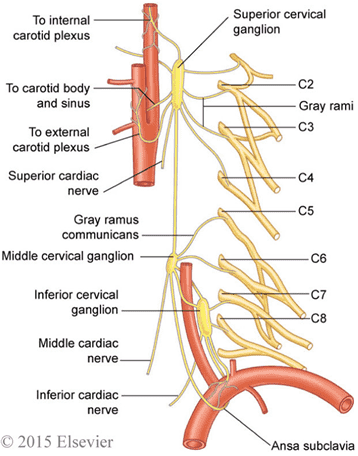 To internal
carotid plexus
Superior cervical
ganglion
To carotid body
and sinus
C2
Gray rami
C3
To external
carotid plexus
Superior cardiac
nerve
C4
Gray ramus
communicans
C5
Middle cervical ganglion
C6
Inferior cervical
ganglion
C7
C8
Middle cardiac
nerve
Inferior cardiac
nerve
Ansa subclavia
© 2015 Elsevier